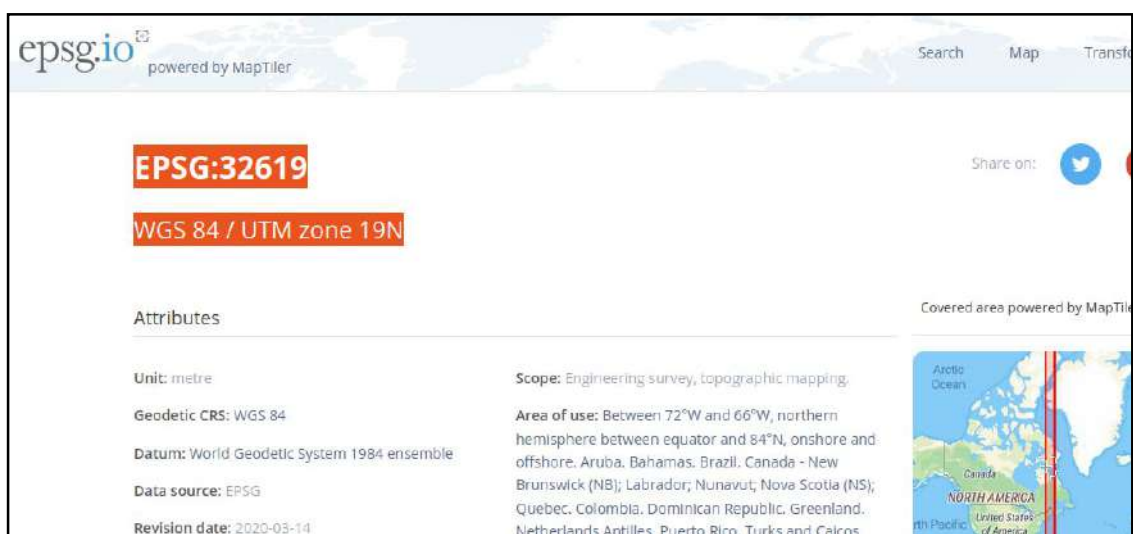 epsg.io
powered by MapTiler
Search Map Transfo
EPSG:32619
WGS 84 / UTM zone 19N
Share on:
Attributes
Unit: metre
Geodetic CRS: WGS 84
Datum: World Geodetic System 1984 ensemble
Data source: EPSG
Revision date: 2020-03-14
Scope: Engineering survey, topographic mapping.
Area of use: Between 72°W and 66°W, northern
hemisphere between equator and 84°N, onshore and
offshore. Aruba. Bahamas. Brazil. Canada - New
Brunswick (NB); Labrador; Nunavut; Nova Scotia (NS);
Quebec. Colombia. Dominican Republic. Greenland.
Netherlands Antilles. Puerto Rico. Turks and Caicos
Covered area powered by MapTile
Arctic
Ocean
Canada
NORTH AMERICA
United States
of America
rth Pacific